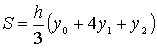 S = h/3 (y₀ + 4y₁ + y₂)